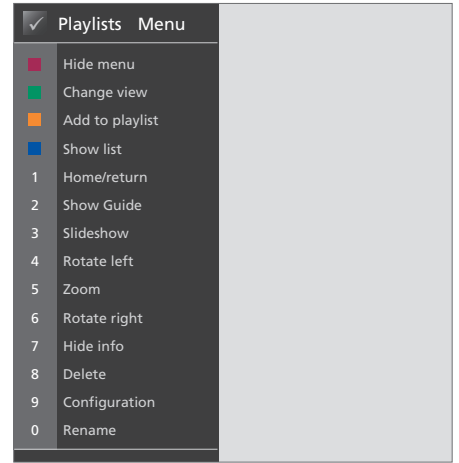 Playlists Menu
Hide menu
Change view
Add to playlist
Show list
1 Home/return
2 Show Guide
3 Slideshow
4 Rotate left
5 Zoom
6 Rotate right
7 Hide info
8 Delete
9 Configuration
0 Rename